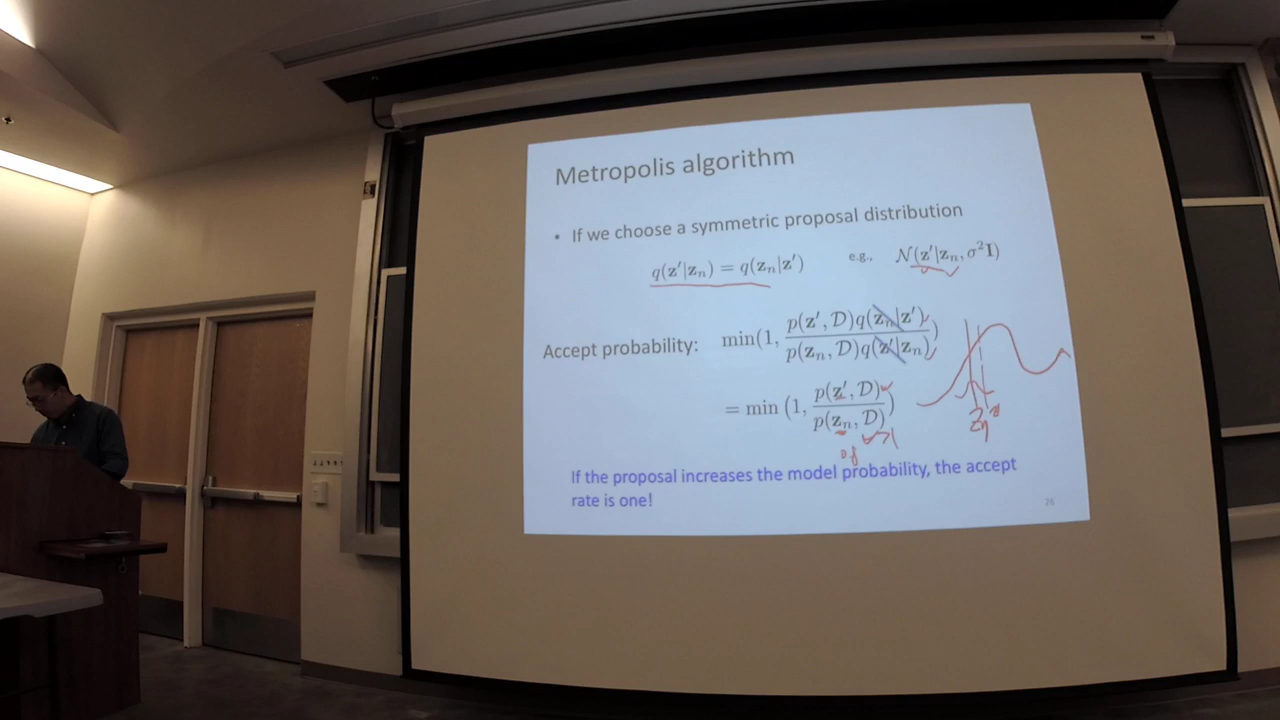 Metropolis algorithm
• If we choose a symmetric proposal distribution
q(z′|zₙ) = q(zₙ|z′) e.g., N(z′|zₙ, σ²I)
Accept probability: min(1, p(z′, D)q(zₙ|z′) / p(zₙ, D)q(z′|zₙ))
= min (1, p(z′, D) / p(zₙ, D))
If the proposal increases the model probability, the accept
rate is one!
26